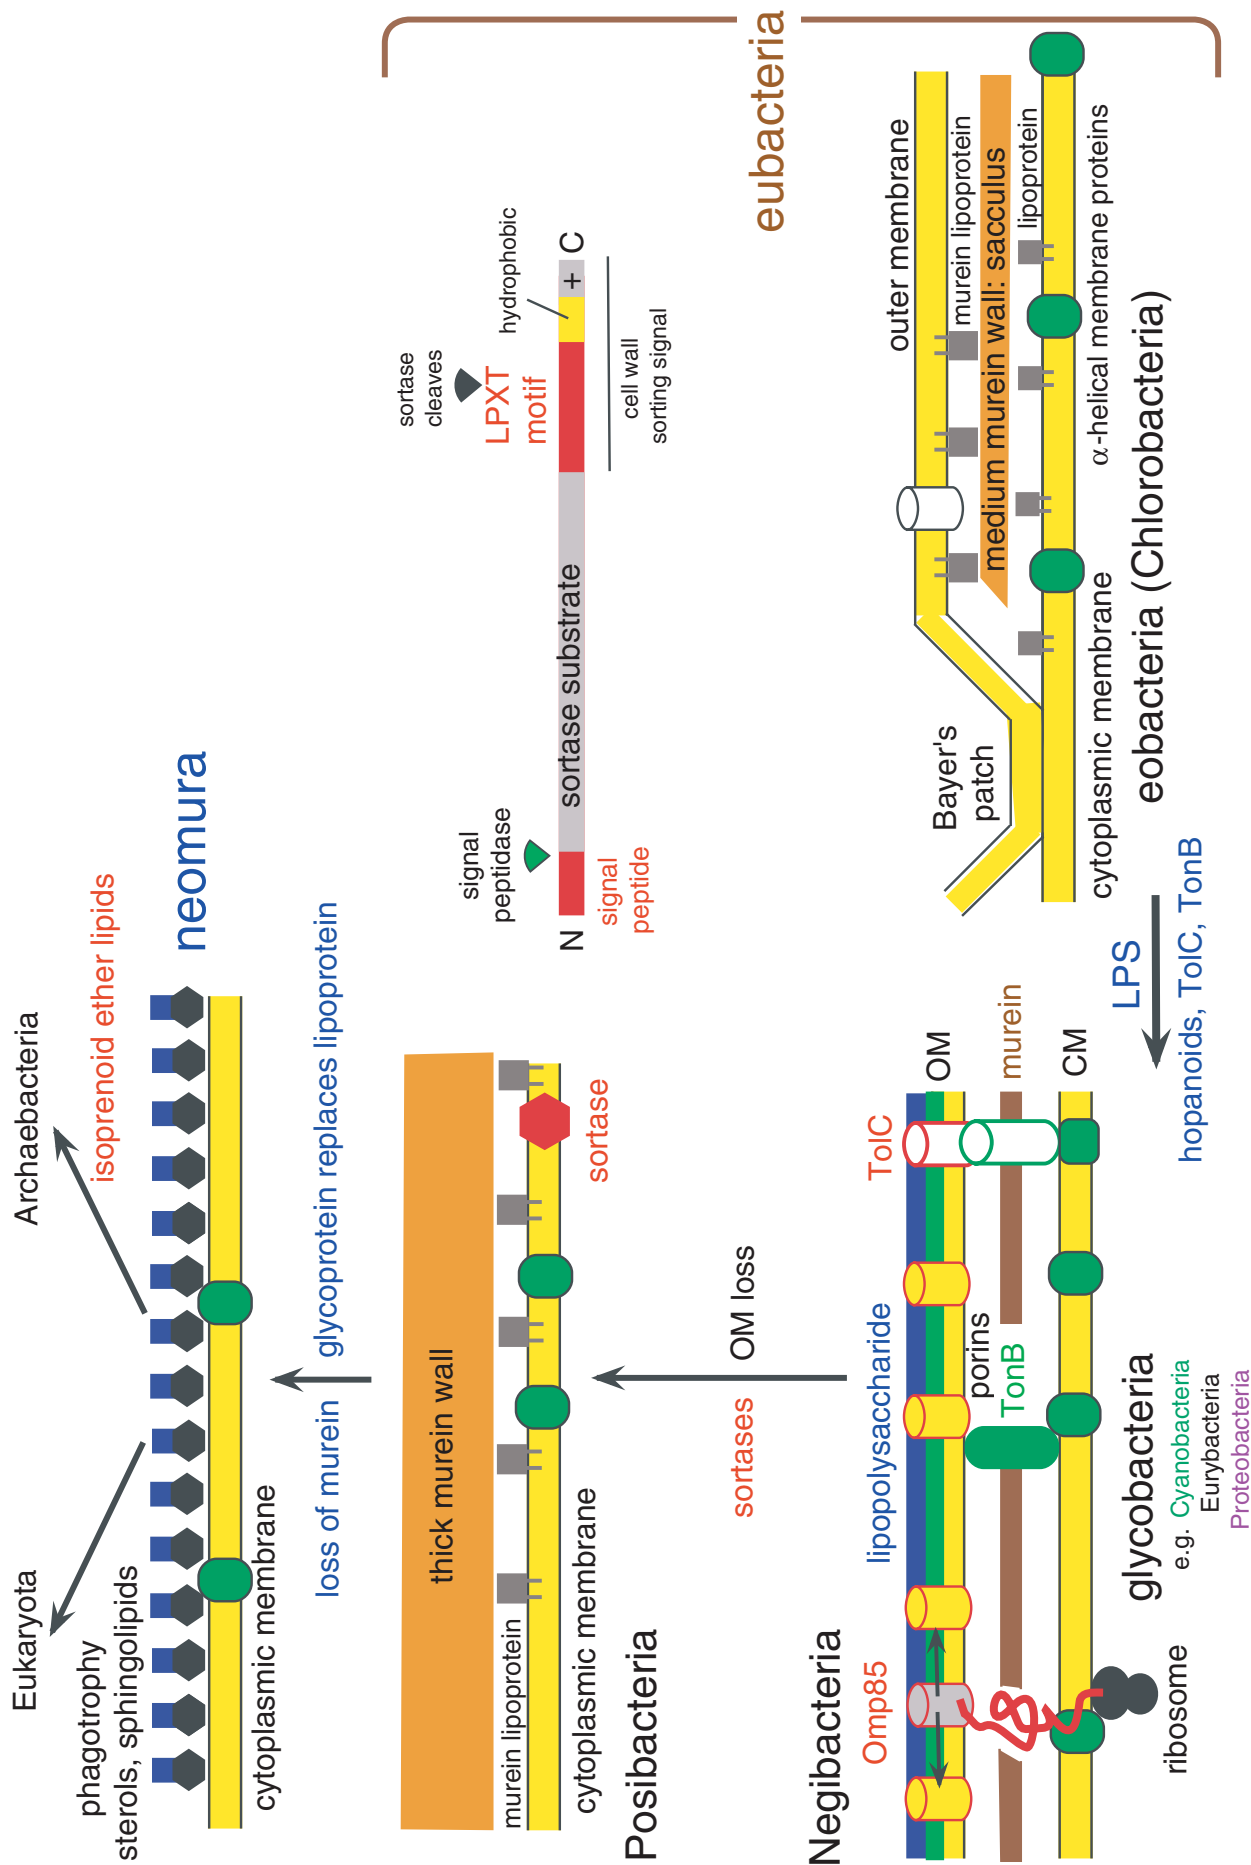 Eukaryota
Archaebacteria
phagotrophy
sterols, sphingolipids
isoprenoid ether lipids
neomura
cytoplasmic membrane
loss of murein
glycoprotein replaces lipoprotein
thick murein wall
murein lipoprotein
cytoplasmic membrane
sortase
Posibacteria
signal
peptidase
sortase
cleaves
LPXT
motif
hydrophobic
N
sortase substrate
+
C
signal
peptide
cell wall
sorting signal
sortases
OM loss
eubacteria
Negibacteria
Omp85
lipopolysaccharide
TolC
OM
porins
TonB
murein
CM
ribosome
glycobacteria
e.g. Cyanobacteria
Eurybacteria
Proteobacteria
LPS
hopanoids, TolC, TonB
outer membrane
Bayer's
patch
murein lipoprotein
medium murein wall: sacculus
lipoprotein
cytoplasmic membrane
α-helical membrane proteins
eobacteria (Chlorobacteria)